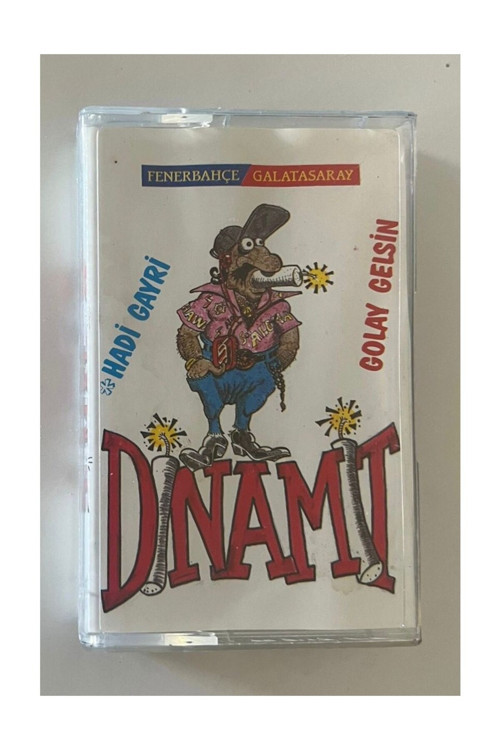 FENERBAHÇE GALATASARAY
*HADİ GAYRİ
GOLAY GELSİN
DİNAMİT